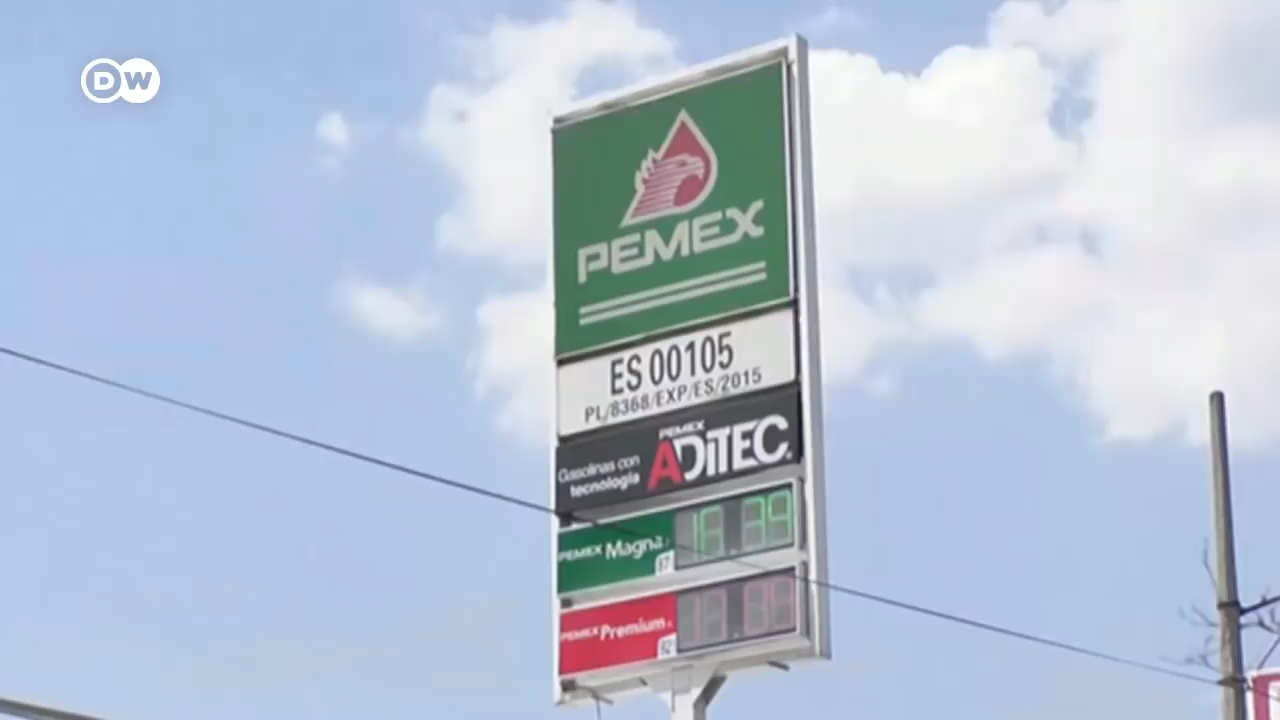 DW
PEMEX
ES 00105
PL/8368/EXP/ES/2015
PEMEX
ADITEC
Gasolinas con
tecnología
PEMEX Magna
87
PEMEX Premium
92